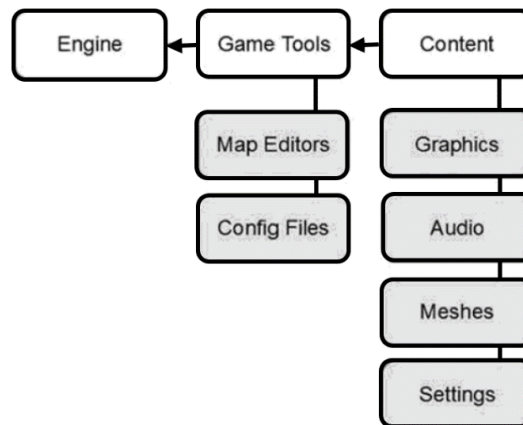 Engine
Game Tools
Content
Map Editors
Graphics
Config Files
Audio
Meshes
Settings